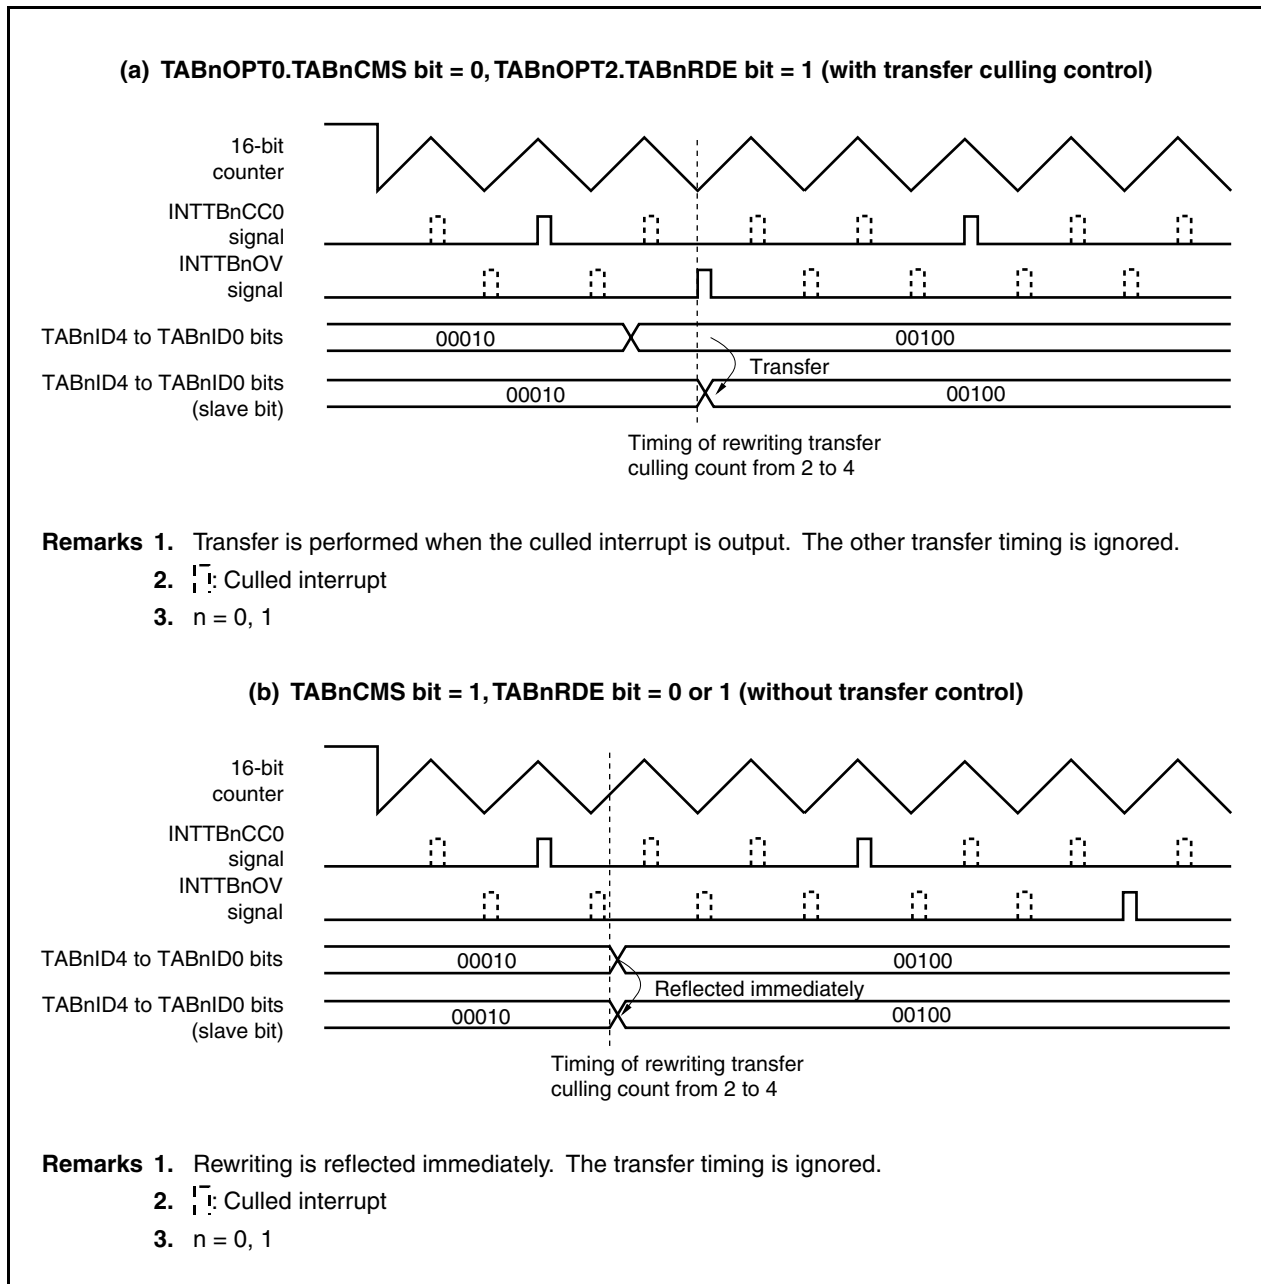 (a) TABnOPT0.TABnCMS bit = 0, TABnOPT2.TABnRDE bit = 1 (with transfer culling control)
16-bit
counter
INTTBnCC0
signal
INTTBnOV
signal
TABnID4 to TABnID0 bits
00010
00100
Transfer
TABnID4 to TABnID0 bits
(slave bit)
00010
00100
Timing of rewriting transfer
culling count from 2 to 4
Remarks 1. Transfer is performed when the culled interrupt is output. The other transfer timing is ignored.
2. : Culled interrupt
3. n = 0, 1
(b) TABnCMS bit = 1, TABnRDE bit = 0 or 1 (without transfer control)
16-bit
counter
INTTBnCC0
signal
INTTBnOV
signal
TABnID4 to TABnID0 bits
00010
00100
Reflected immediately
TABnID4 to TABnID0 bits
(slave bit)
00010
00100
Timing of rewriting transfer
culling count from 2 to 4
Remarks 1. Rewriting is reflected immediately. The transfer timing is ignored.
2. : Culled interrupt
3. n = 0, 1